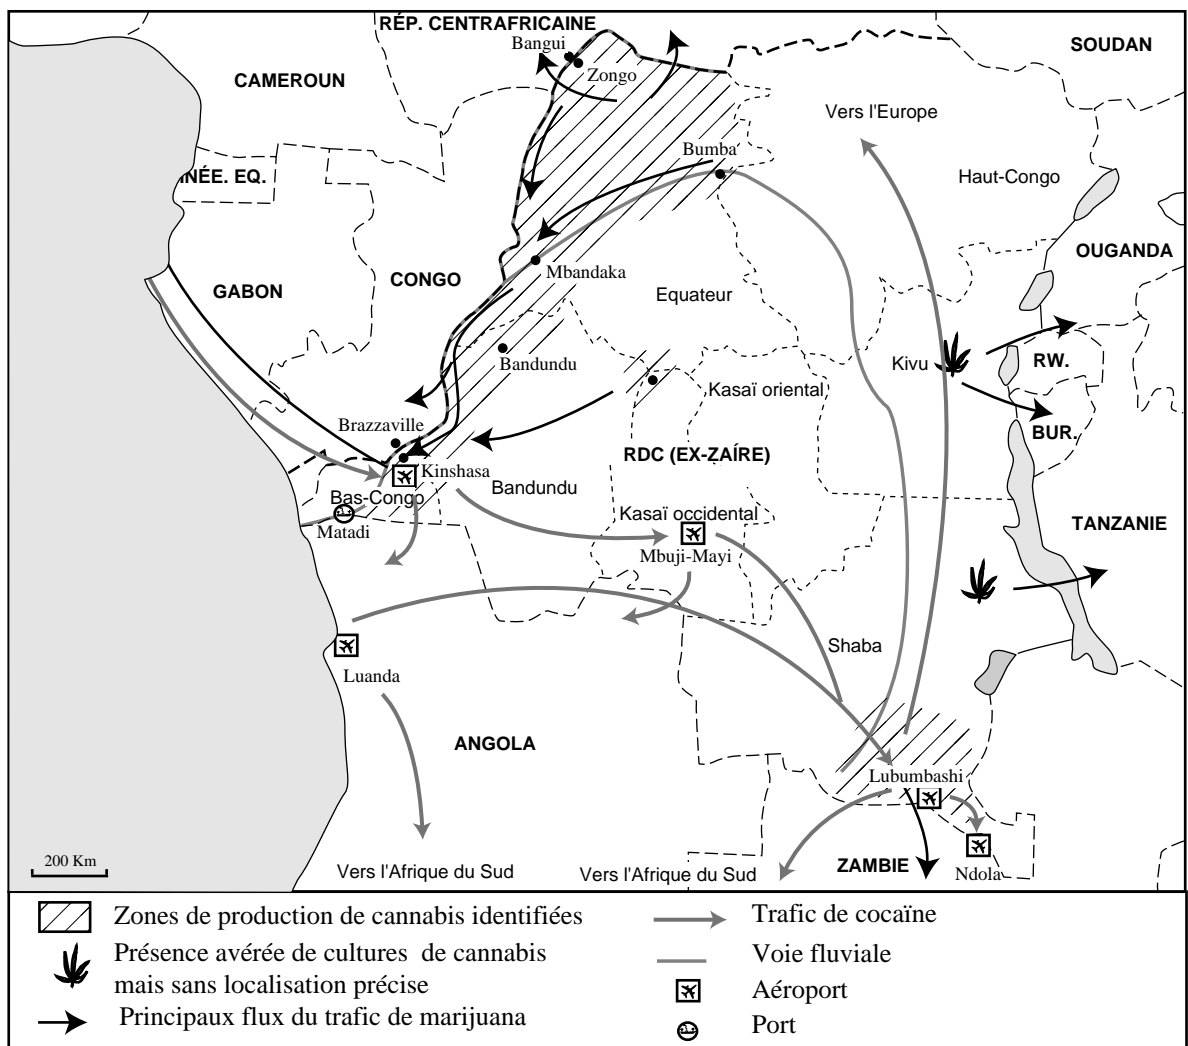 RÉP. CENTRAFRICAINE
Bangui
Zongo
SOUDAN
CAMEROUN
Vers l'Europe
Bumba
Haut-Congo
NÉE. EQ.
OUGANDA
GABON
CONGO
Mbandaka
Equateur
Bandundu
Kivu
RW.
Kasaï oriental
Brazzaville
BUR.
RDC (EX-ZAÍRE)
Kinshasa
Bandundu
Bas-Congo
Kasaï occidental
Matadi
Mbuji-Mayi
TANZANIE
Shaba
Luanda
ANGOLA
Lubumbashi
200 Km
Vers l'Afrique du Sud
Vers l'Afrique du Sud
ZAMBIE
Ndola
Zones de production de cannabis identifiées
Présence avérée de cultures de cannabis
mais sans localisation précise
Principaux flux du trafic de marijuana
Trafic de cocaïne
Voie fluviale
Aéroport
Port